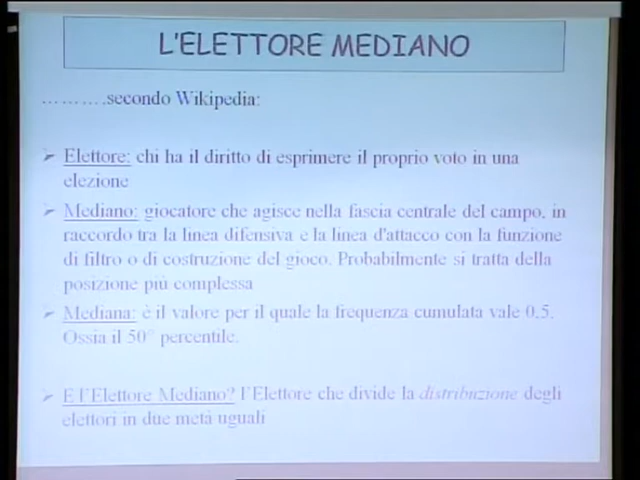 L'ELETTORE MEDIANO
……….secondo Wikipedia:
➢ Elettore: chi ha il diritto di esprimere il proprio voto in una
elezione
➢ Mediano: giocatore che agisce nella fascia centrale del campo, in
raccordo tra la linea difensiva e la linea d'attacco con la funzione
di filtro o di costruzione del gioco. Probabilmente si tratta della
posizione più complessa
➢ Mediana: è il valore per il quale la frequenza cumulata vale 0,5.
Ossia il 50° percentile.
➢ E l'Elettore Mediano? l'Elettore che divide la distribuzione degli
elettori in due metà uguali